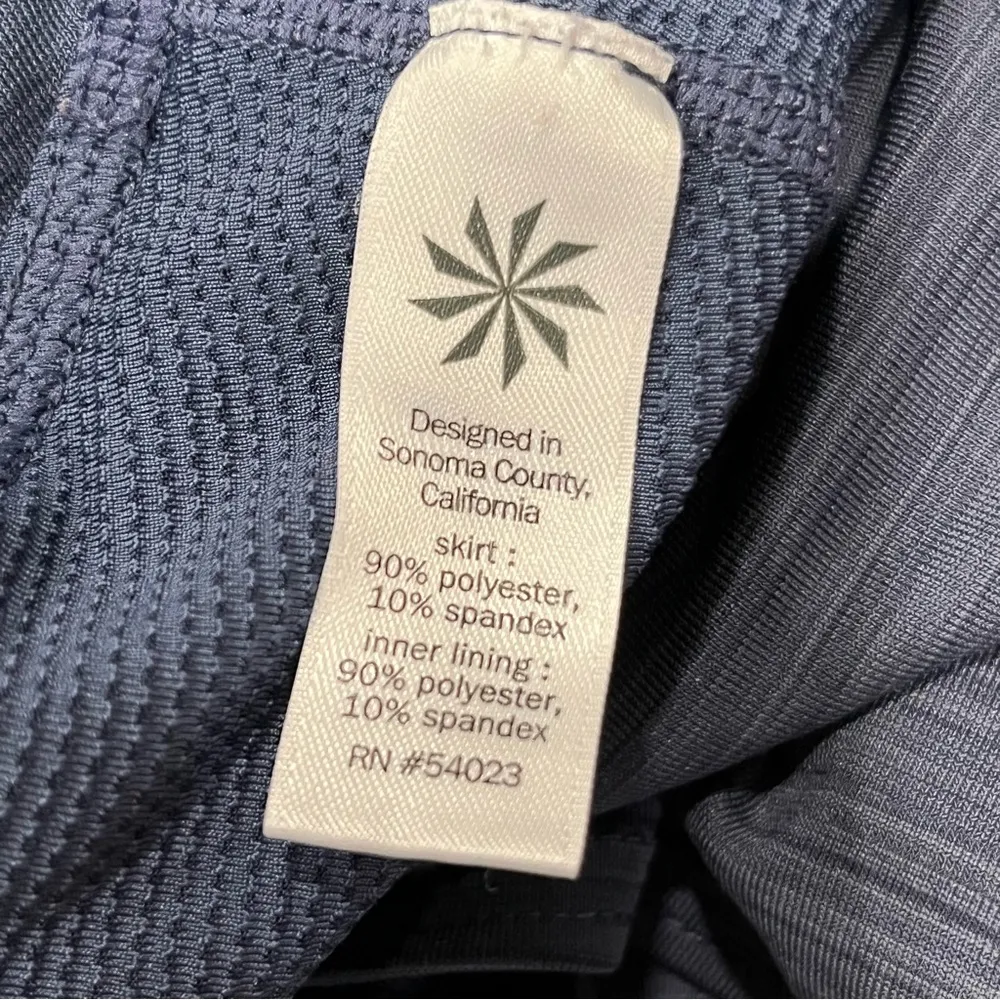 Designed in
Sonoma County,
California
skirt :
90% polyester,
10% spandex
inner lining :
90% polyester,
10% spandex
RN #54023